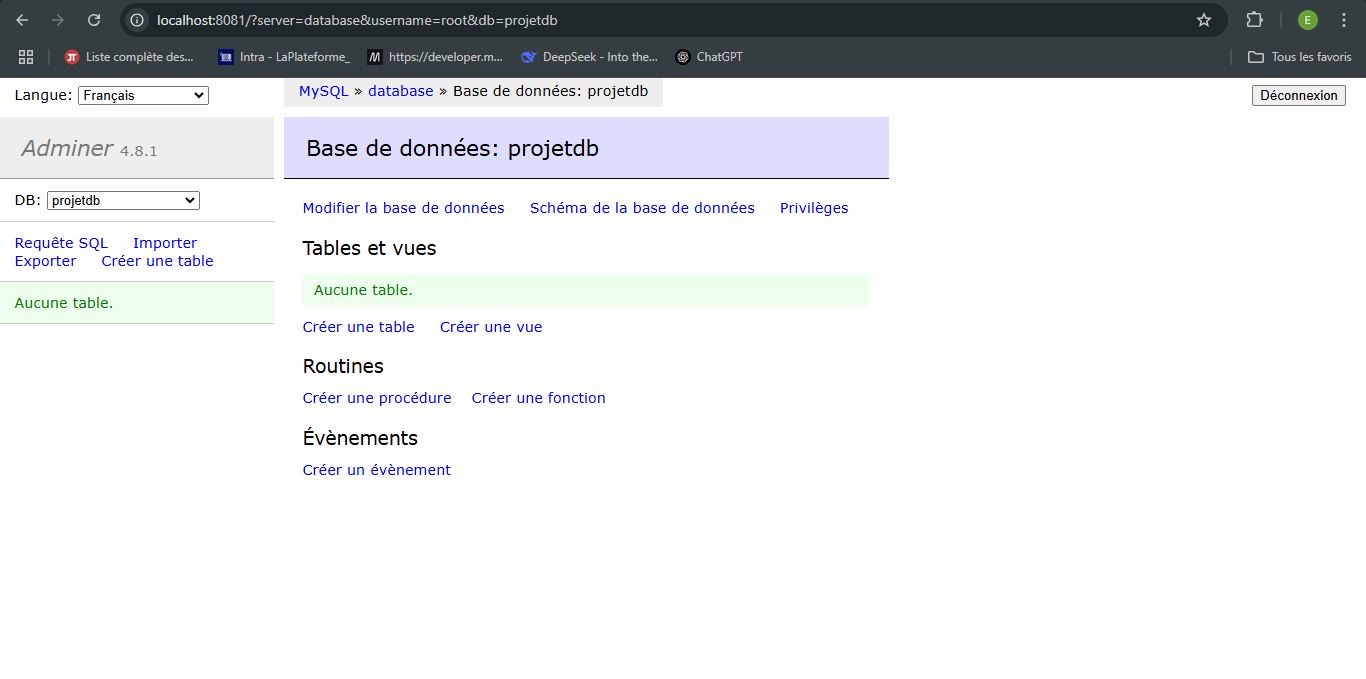 localhost:8081/?server=database&username=root&db=projetdb
E
Liste complète des...
Intra - LaPlateforme_
https://developer.m...
DeepSeek - Into the...
ChatGPT
Tous les favoris
Langue: Français
MySQL » database » Base de données: projetdb
Déconnexion
Adminer 4.8.1
DB: projetdb
Requête SQL Importer
Exporter Créer une table
Aucune table.
Base de données: projetdb
Modifier la base de données Schéma de la base de données Privilèges
Tables et vues
Aucune table.
Créer une table Créer une vue
Routines
Créer une procédure Créer une fonction
Évènements
Créer un évènement